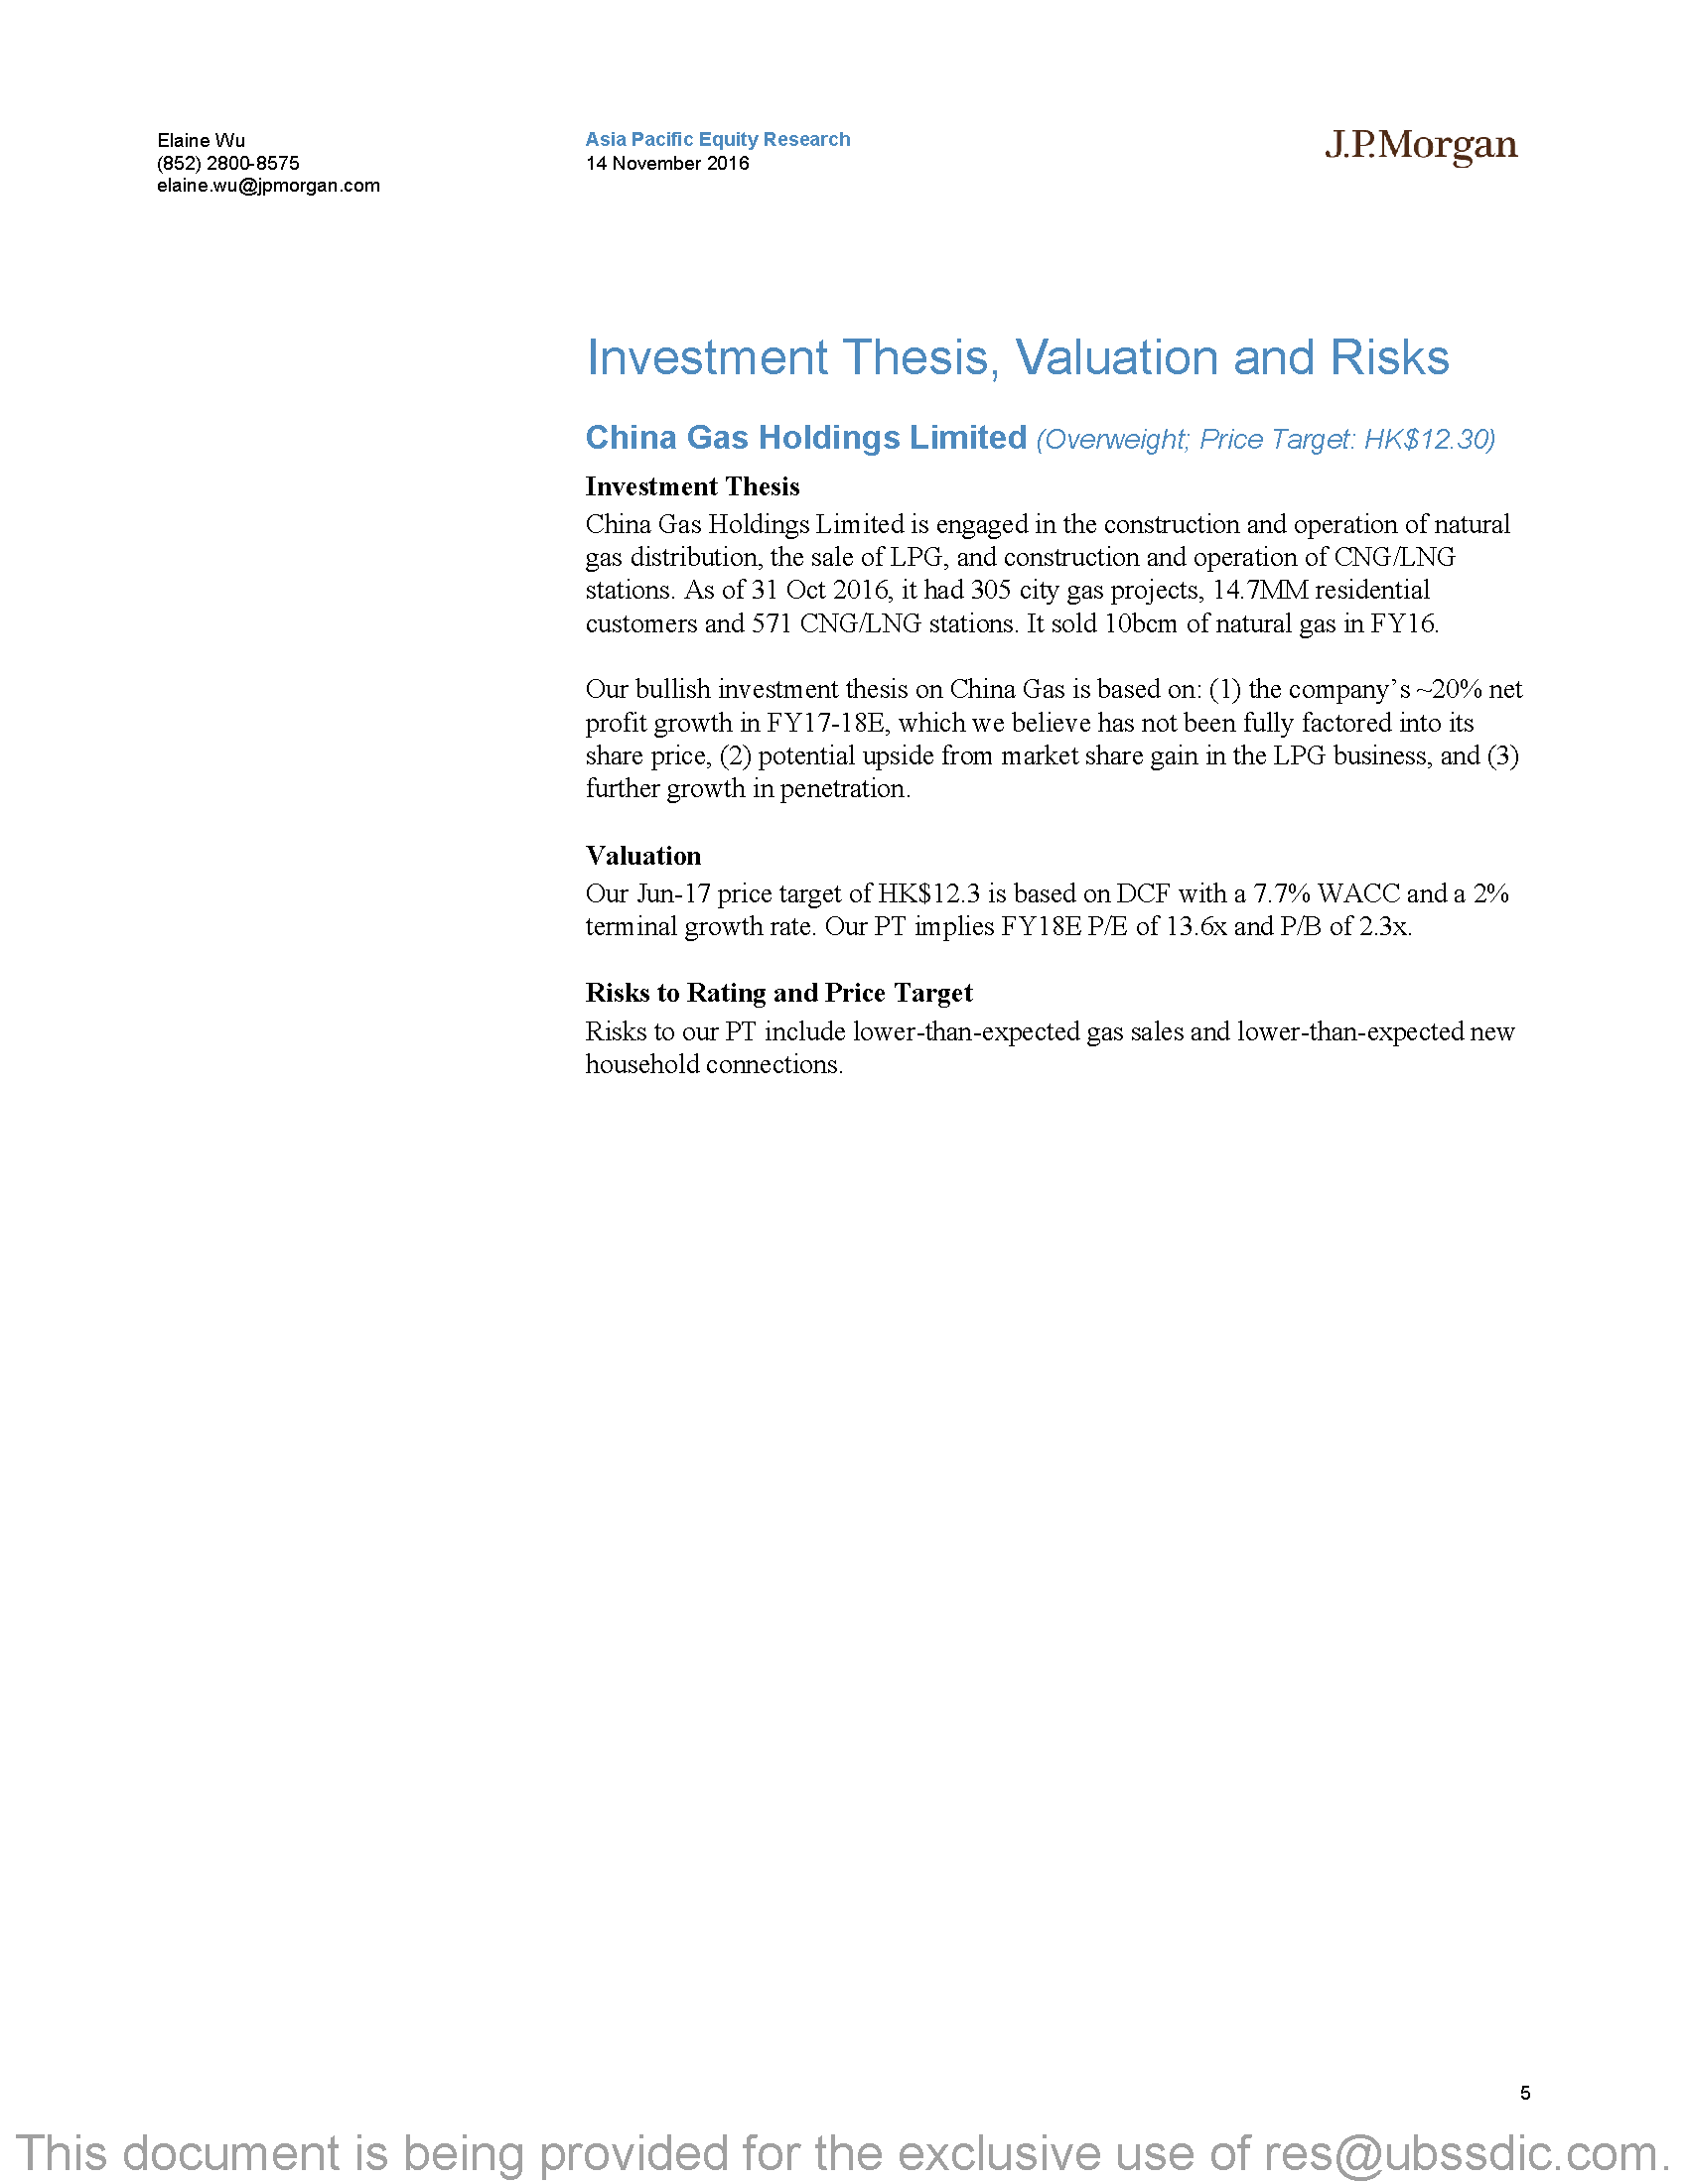 Elaine Wu
(852) 2800-8575
elaine.wu@jpmorgan.com
Asia Pacific Equity Research
14 November 2016
J.P.Morgan
Investment Thesis, Valuation and Risks
China Gas Holdings Limited (Overweight; Price Target: HK$12.30)
Investment Thesis
China Gas Holdings Limited is engaged in the construction and operation of natural
gas distribution, the sale of LPG, and construction and operation of CNG/LNG
stations. As of 31 Oct 2016, it had 305 city gas projects, 14.7MM residential
customers and 571 CNG/LNG stations. It sold 10bcm of natural gas in FY16.
Our bullish investment thesis on China Gas is based on: (1) the company’s ~20% net
profit growth in FY17-18E, which we believe has not been fully factored into its
share price, (2) potential upside from market share gain in the LPG business, and (3)
further growth in penetration.
Valuation
Our Jun-17 price target of HK$12.3 is based on DCF with a 7.7% WACC and a 2%
terminal growth rate. Our PT implies FY18E P/E of 13.6x and P/B of 2.3x.
Risks to Rating and Price Target
Risks to our PT include lower-than-expected gas sales and lower-than-expected new
household connections.
5
This document is being provided for the exclusive use of res@ubssdic.com.